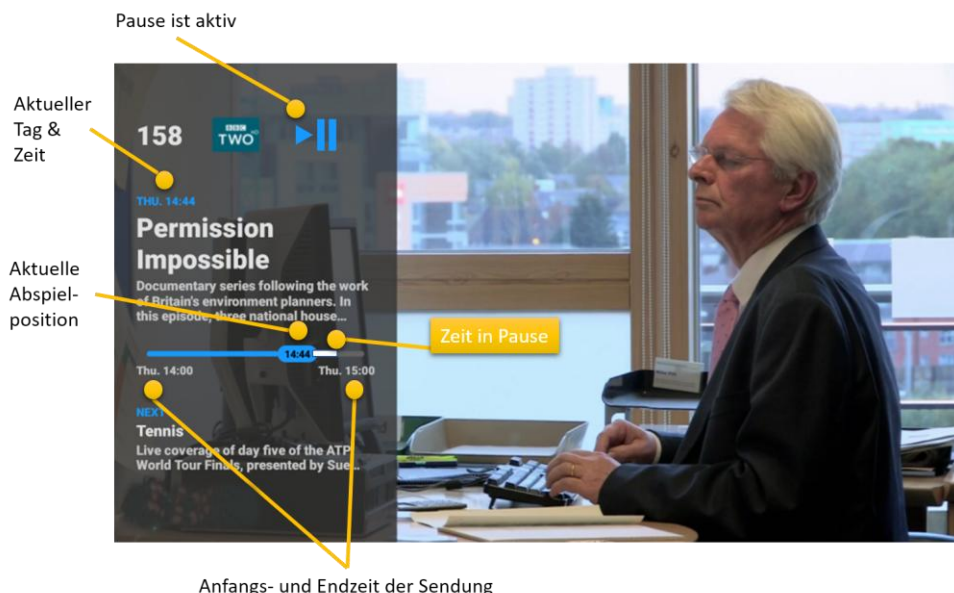 Pause ist aktiv
Aktueller
Tag &
Zeit
158
BBC
TWO
HD
THU. 14:44
Permission
Impossible
Documentary series following the work
of Britain's environment planners. In
this episode, three national house...
Aktuelle
Abspiel-
position
Zeit in Pause
14:44
Thu. 14:00
Thu. 15:00
NEXT
Tennis
Live coverage of day five of the ATP
World Tour Finals, presented by Sue...
Anfangs- und Endzeit der Sendung